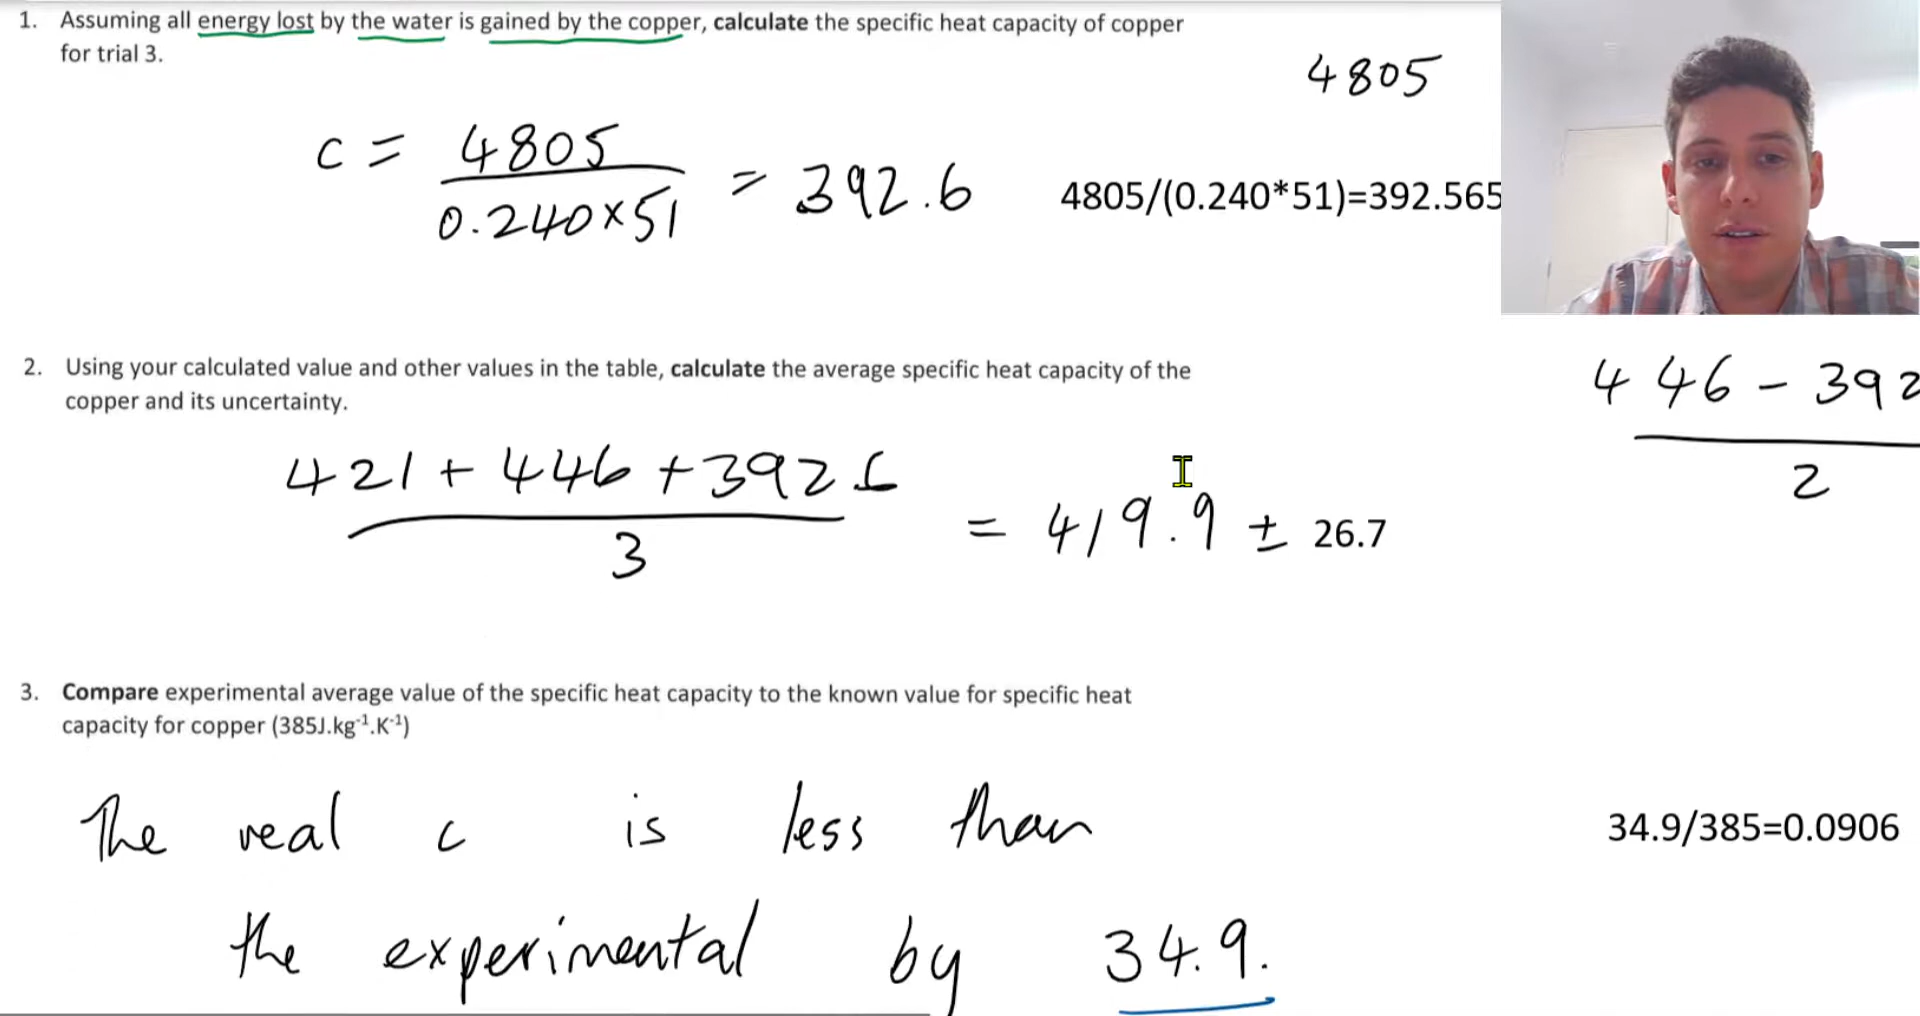 1. Assuming all energy lost by the water is gained by the copper, calculate the specific heat capacity of copper
for trial 3.
4805
c = 4805 / 0.240×51 = 392.6
4805/(0.240*51)=392.565
2. Using your calculated value and other values in the table, calculate the average specific heat capacity of the
copper and its uncertainty.
446 - 392
2
421 + 446 + 392.6
3
= 419.9 ± 26.7
3. Compare experimental average value of the specific heat capacity to the known value for specific heat
capacity for copper (385J.kg⁻¹.K⁻¹)
The real c is less than
34.9/385=0.0906
the experimental by 34.9.